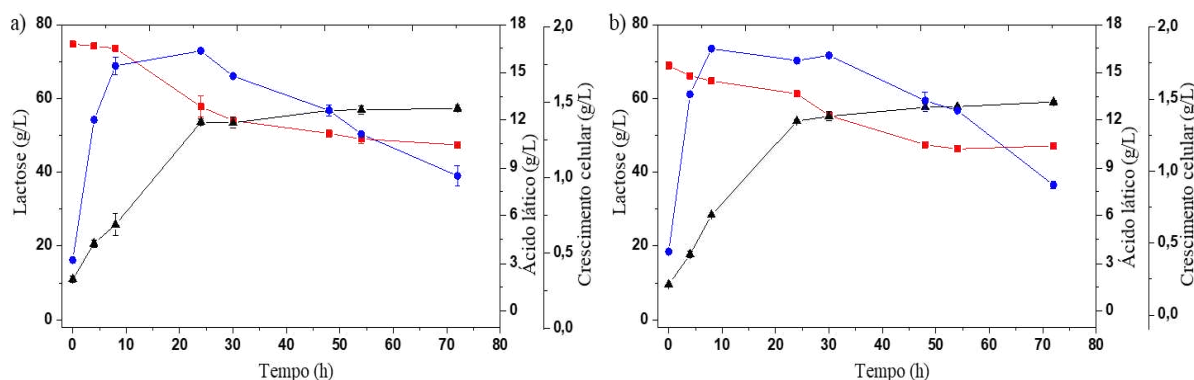 a)
Lactose (g/L)
80
60
40
20
0
0 10 20 30 40 50 60 70 80
Tempo (h)
18
15
12
9
6
3
0
Ácido lático (g/L)
2,0
1,5
1,0
0,5
0,0
Crescimento celular (g/L)
b)
Lactose (g/L)
80
60
40
20
0
0 10 20 30 40 50 60 70 80
Tempo (h)
18
15
12
9
6
3
0
Ácido lático (g/L)
2,0
1,5
1,0
0,5
0,0
Crescimento celular (g/L)